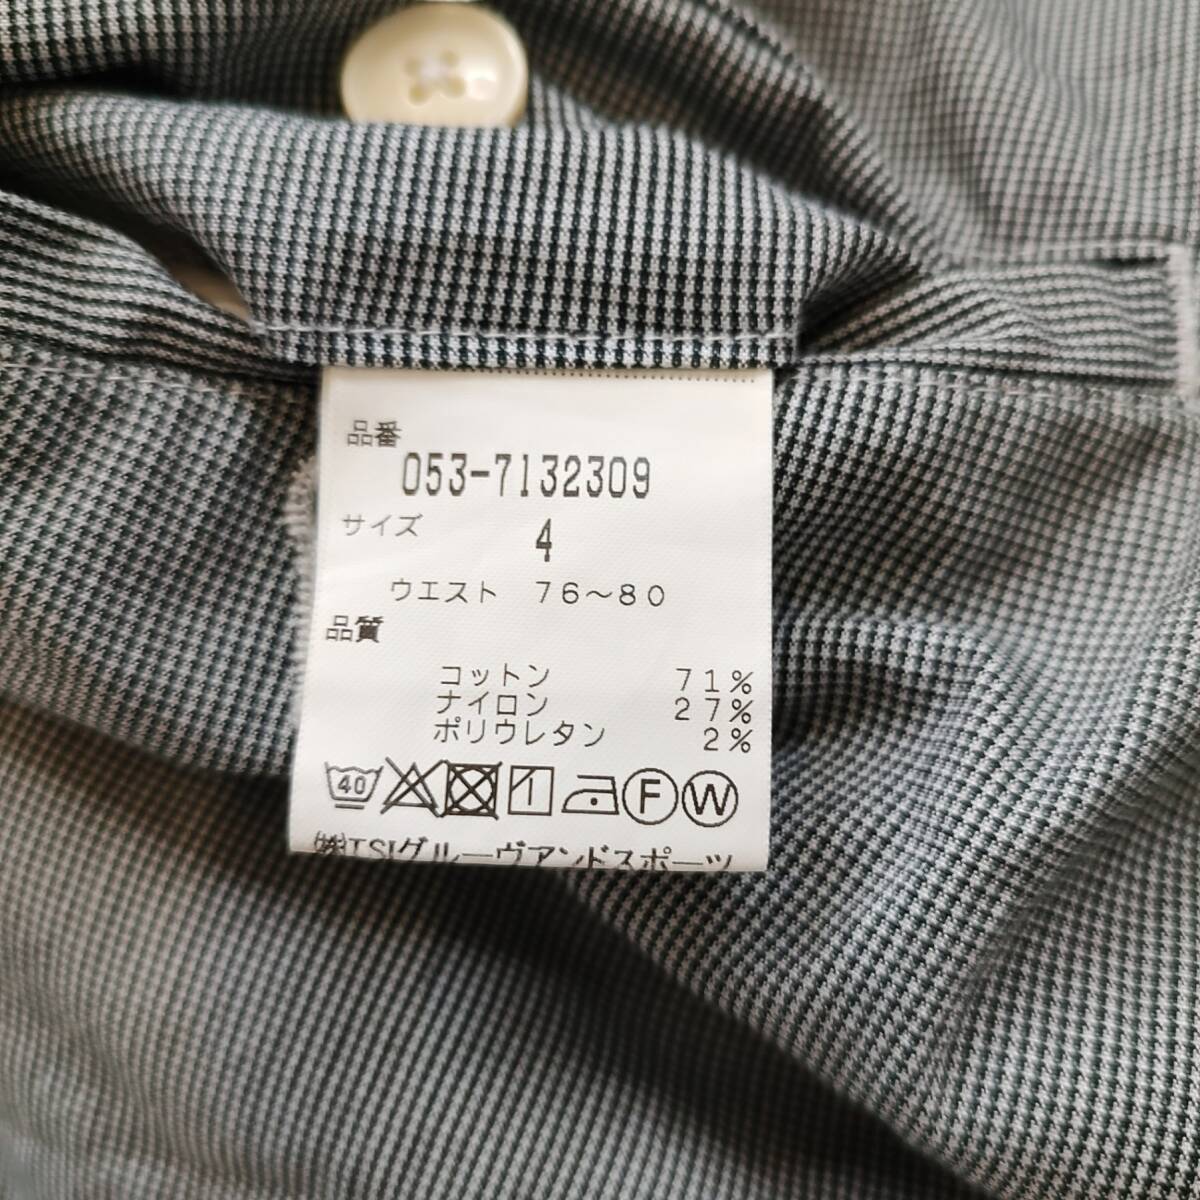 品番
053-7132309
サイズ 4
ウエスト 76～80
品質
コットン 71%
ナイロン 27%
ポリウレタン 2%
40 F W
㈱TSIグルーヴアンドスポーツ